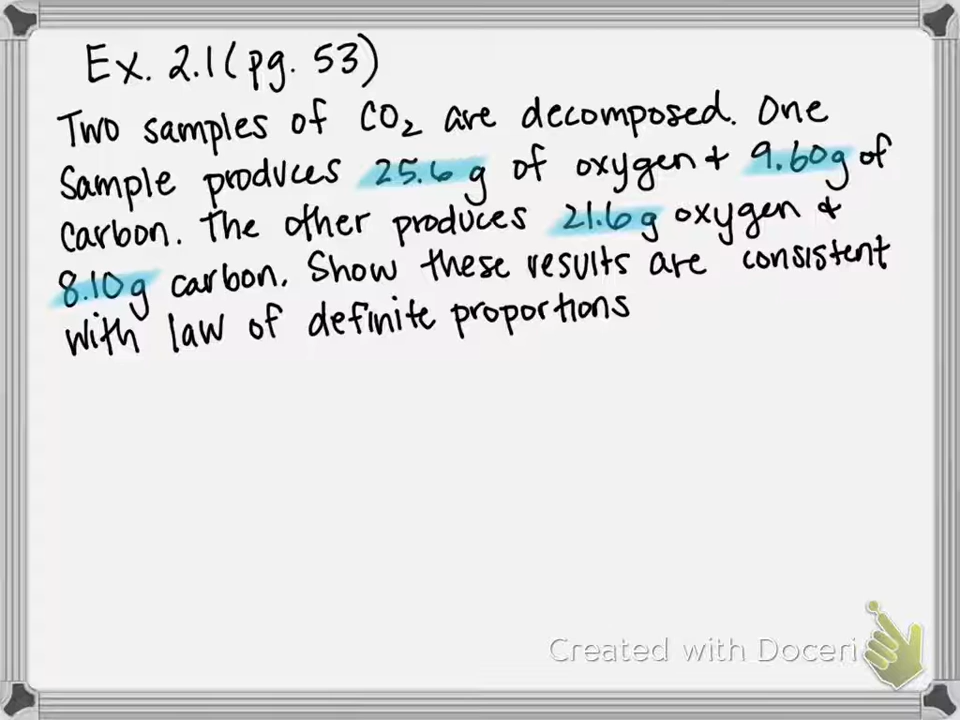 Ex. 2.1 (pg. 53)
Two samples of CO₂ are decomposed. One
sample produces 25.6 g of oxygen + 9.60g of
carbon. The other produces 21.6 g oxygen &
8.10 g carbon. Show these results are consistent
with law of definite proportions
Created with Doceri